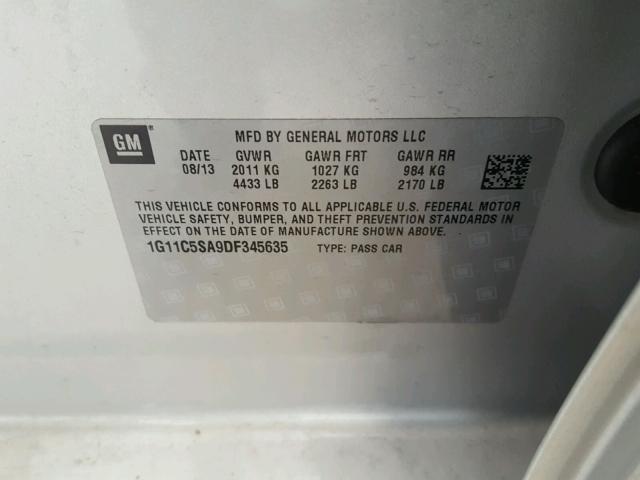 GM
MFD BY GENERAL MOTORS LLC
DATE GVWR GAWR FRT GAWR RR
08/13 2011 KG 1027 KG 984 KG
4433 LB 2263 LB 2170 LB
THIS VEHICLE CONFORMS TO ALL APPLICABLE U.S. FEDERAL MOTOR
VEHICLE SAFETY, BUMPER, AND THEFT PREVENTION STANDARDS IN
EFFECT ON THE DATE OF MANUFACTURE SHOWN ABOVE.
1G11C5SA9DF345635 TYPE: PASS CAR